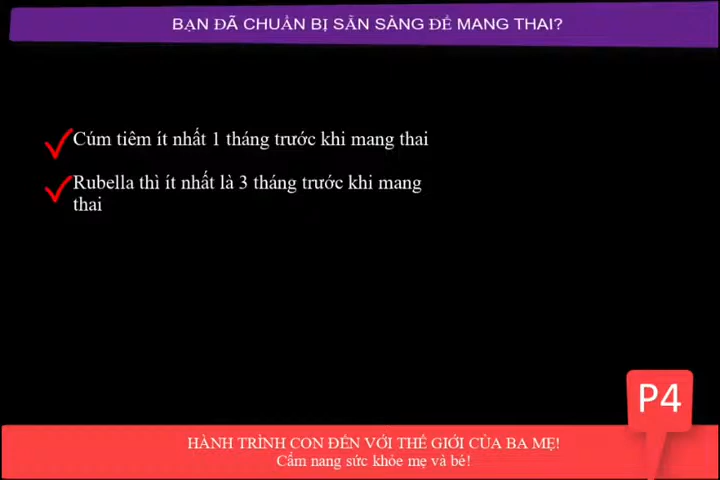 BẠN ĐÃ CHUẨN BỊ SẴN SÀNG ĐỂ MANG THAI?
Cúm tiêm ít nhất 1 tháng trước khi mang thai
Rubella thì ít nhất là 3 tháng trước khi mang
thai
P4
HÀNH TRÌNH CON ĐẾN VỚI THẾ GIỚI CỦA BA MẸ!
Cẩm nang sức khỏe mẹ và bé!